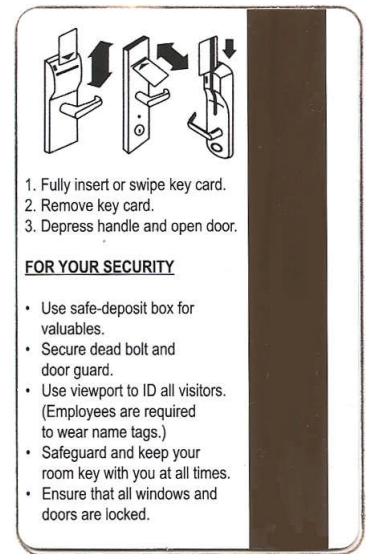 1. Fully insert or swipe key card.
2. Remove key card.
3. Depress handle and open door.
FOR YOUR SECURITY
• Use safe-deposit box for
valuables.
• Secure dead bolt and
door guard.
• Use viewport to ID all visitors.
(Employees are required
to wear name tags.)
• Safeguard and keep your
room key with you at all times.
• Ensure that all windows and
doors are locked.